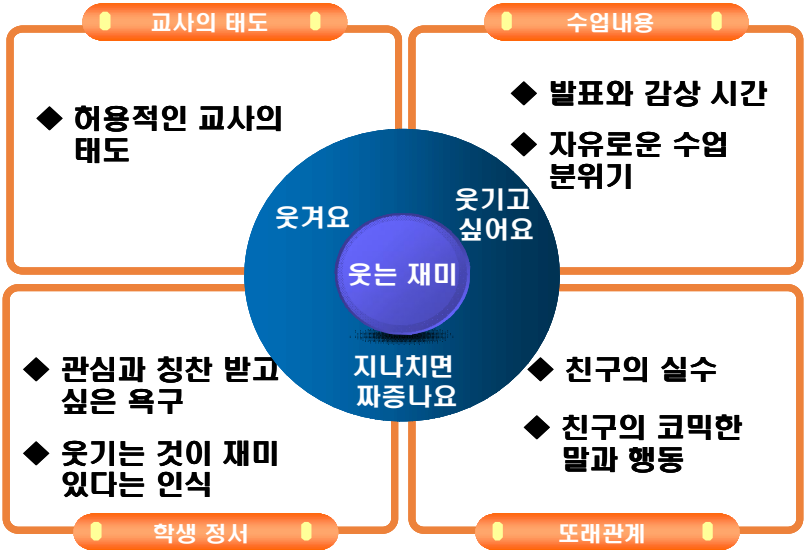 교사의 태도
수업내용
◆ 허용적인 교사의
태도
◆ 발표와 감상 시간
◆ 자유로운 수업
분위기
웃겨요
웃기고
싶어요
웃는 재미
지나치면
짜증나요
◆ 관심과 칭찬 받고
싶은 욕구
◆ 웃기는 것이 재미
있다는 인식
◆ 친구의 실수
◆ 친구의 코믹한
말과 행동
학생 정서
또래관계